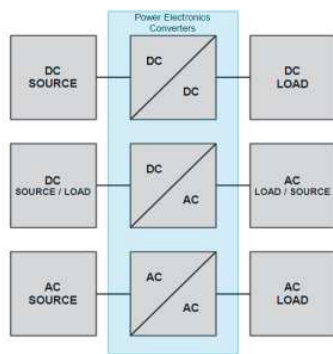 Power Electronics
Converters
DC
SOURCE
DC
DC
DC
LOAD
DC
SOURCE / LOAD
DC
AC
AC
LOAD / SOURCE
AC
SOURCE
AC
AC
AC
LOAD